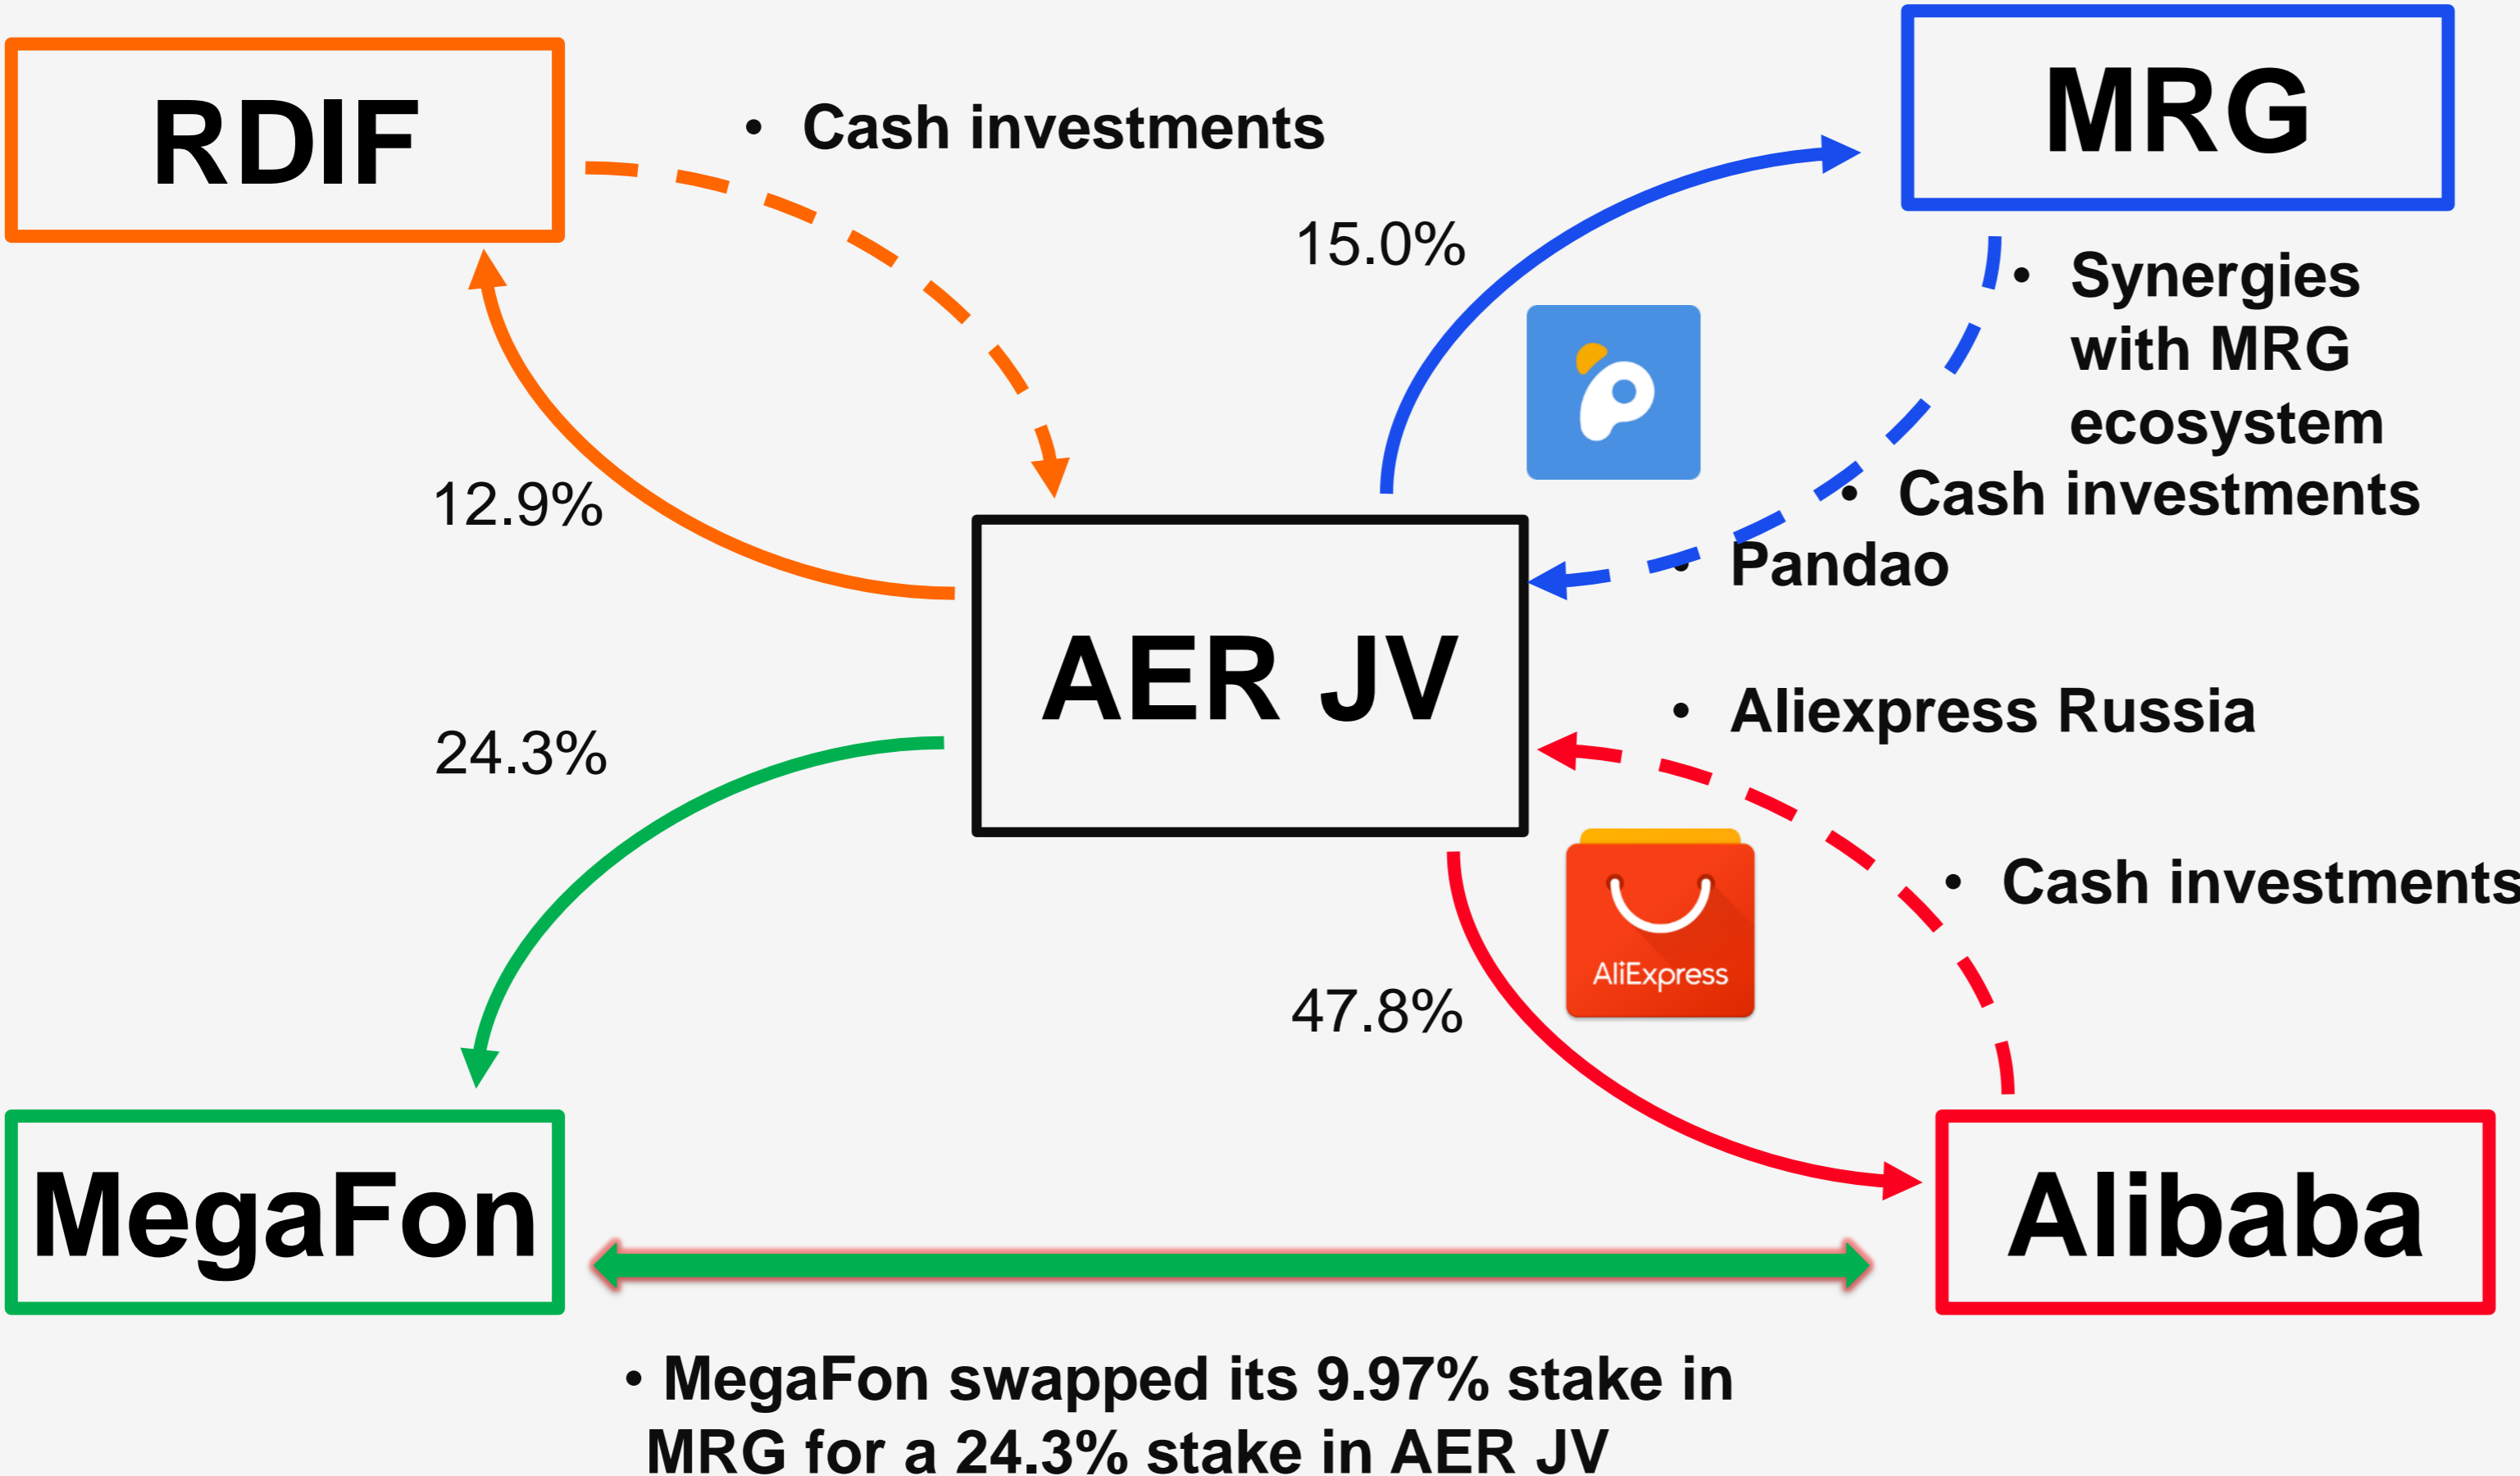 RDIF
• Cash investments
MRG
15.0%
• Synergies
with MRG
ecosystem
• Cash investments
• Pandao
12.9%
AER JV
24.3%
• Aliexpress Russia
• Cash investments
AliExpress
47.8%
MegaFon
Alibaba
• MegaFon swapped its 9.97% stake in
MRG for a 24.3% stake in AER JV